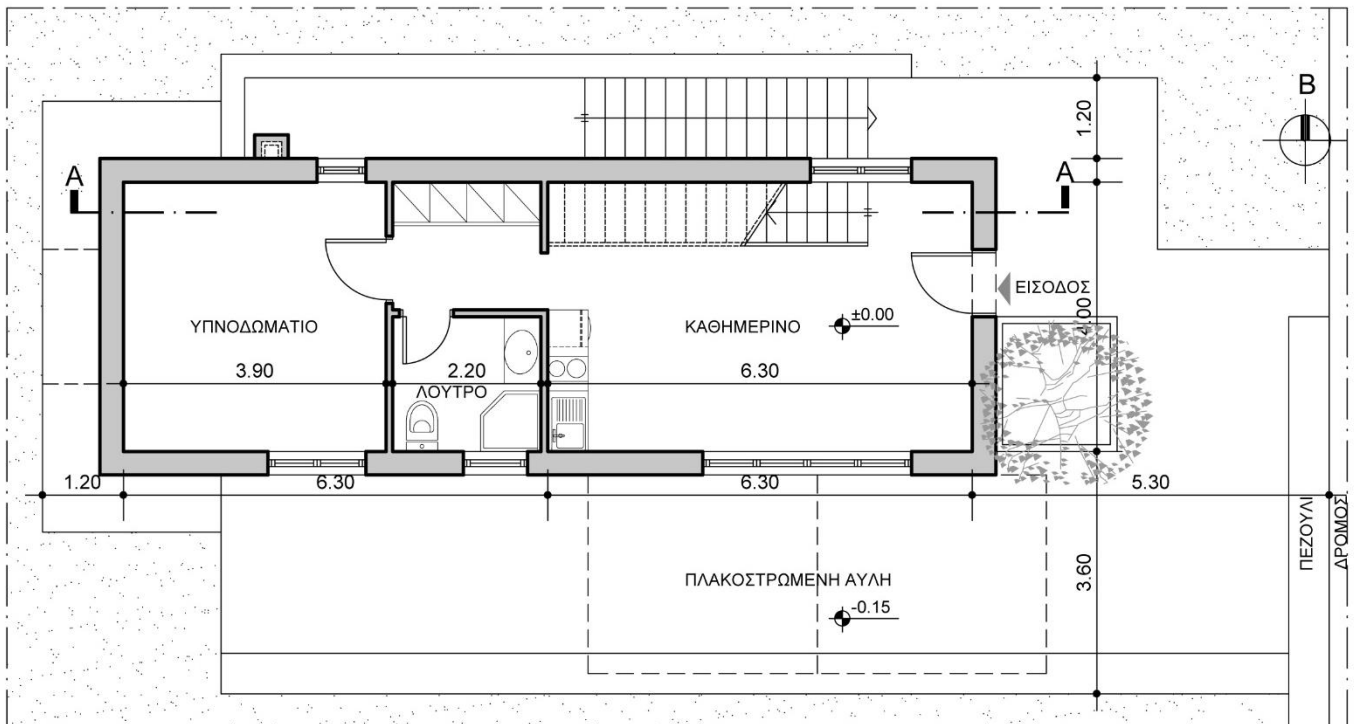 1.20
B
A
A
ΕΙΣΟΔΟΣ
±0.00
ΥΠΝΟΔΩΜΑΤΙΟ
ΚΑΘΗΜΕΡΙΝΟ
4.00
3.90
2.20
6.30
ΛΟΥΤΡΟ
1.20
6.30
6.30
5.30
ΠΕΖΟΥΛΙ
ΔΡΟΜΟΣ
ΠΛΑΚΟΣΤΡΩΜΕΝΗ ΑΥΛΗ
3.60
-0.15